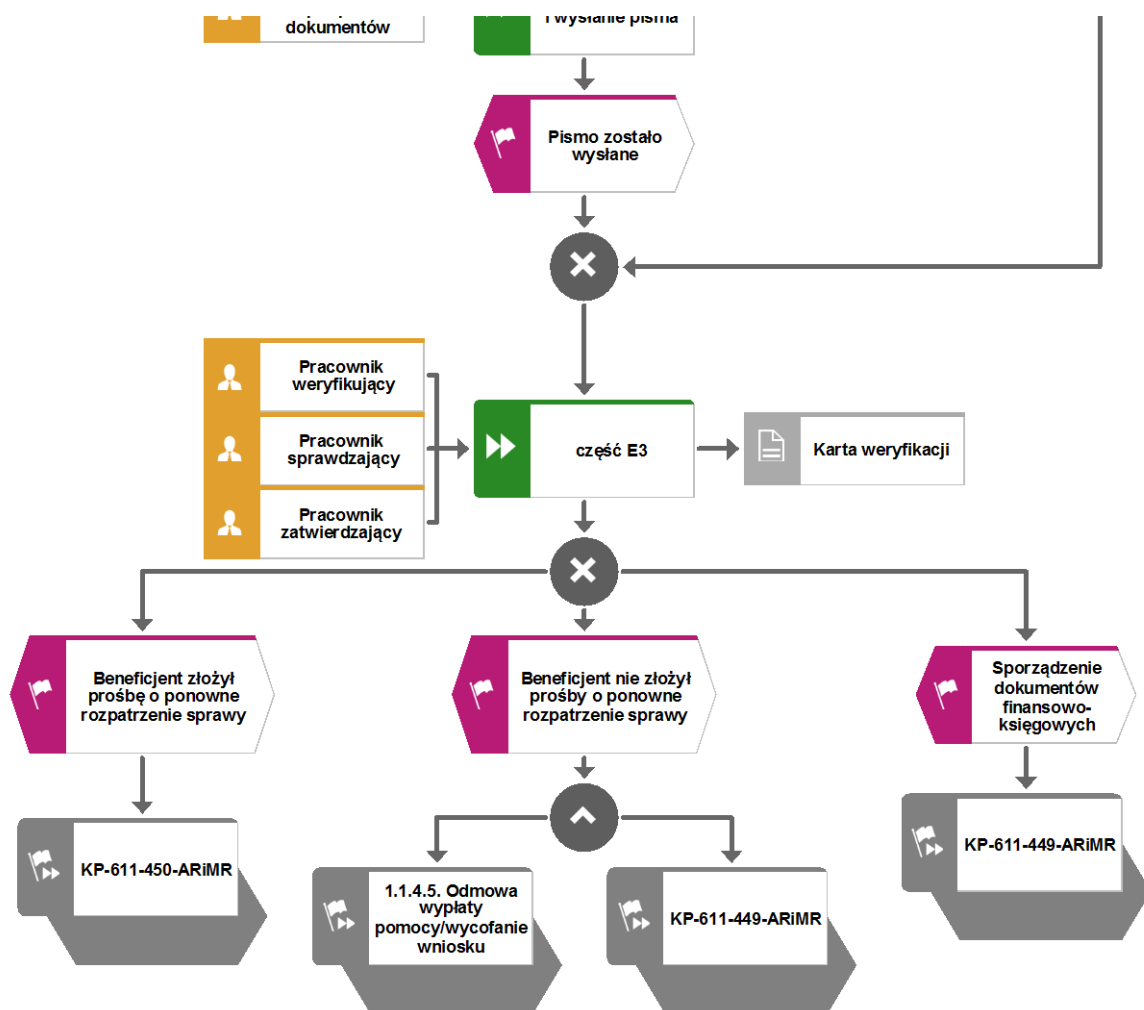 dokumentów
i wysłanie pisma
Pismo zostało
wysłane
Pracownik
weryfikujący
Pracownik
sprawdzający
Pracownik
zatwierdzający
część E3
Karta weryfikacji
Beneficjent złożył
prośbę o ponowne
rozpatrzenie sprawy
Beneficjent nie złożył
prośby o ponowne
rozpatrzenie sprawy
Sporządzenie
dokumentów
finansowo-
księgowych
KP-611-450-ARiMR
1.1.4.5. Odmowa
wypłaty
pomocy/wycofanie
wniosku
KP-611-449-ARiMR
KP-611-449-ARiMR